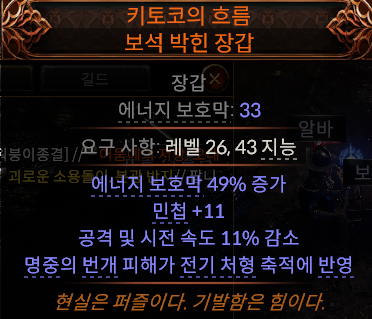 키토코의 흐름
보석 박힌 장갑
길드
장갑
에너지 보호막: 33
알바
요구 사항: 레벨 26, 43 지능
에너지 보호막 49% 증가
민첩 +11
공격 및 시전 속도 11% 감소
명중의 번개 피해가 전기 처형 축적에 반영
현실은 퍼즐이다. 기발함은 힘이다.